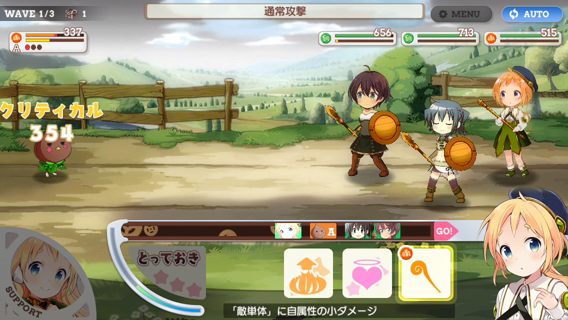 WAVE 1/3
1
通常攻撃
MENU
AUTO
337
A
656
713
515
クリティカル
354
A
GO!
とっておき
SUPPORT
「敵単体」に自属性の小ダメージ